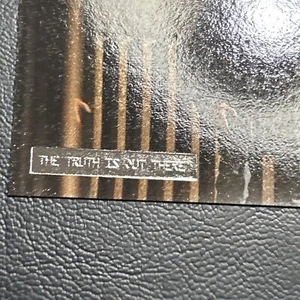 THE TRUTH IS OUT THERE